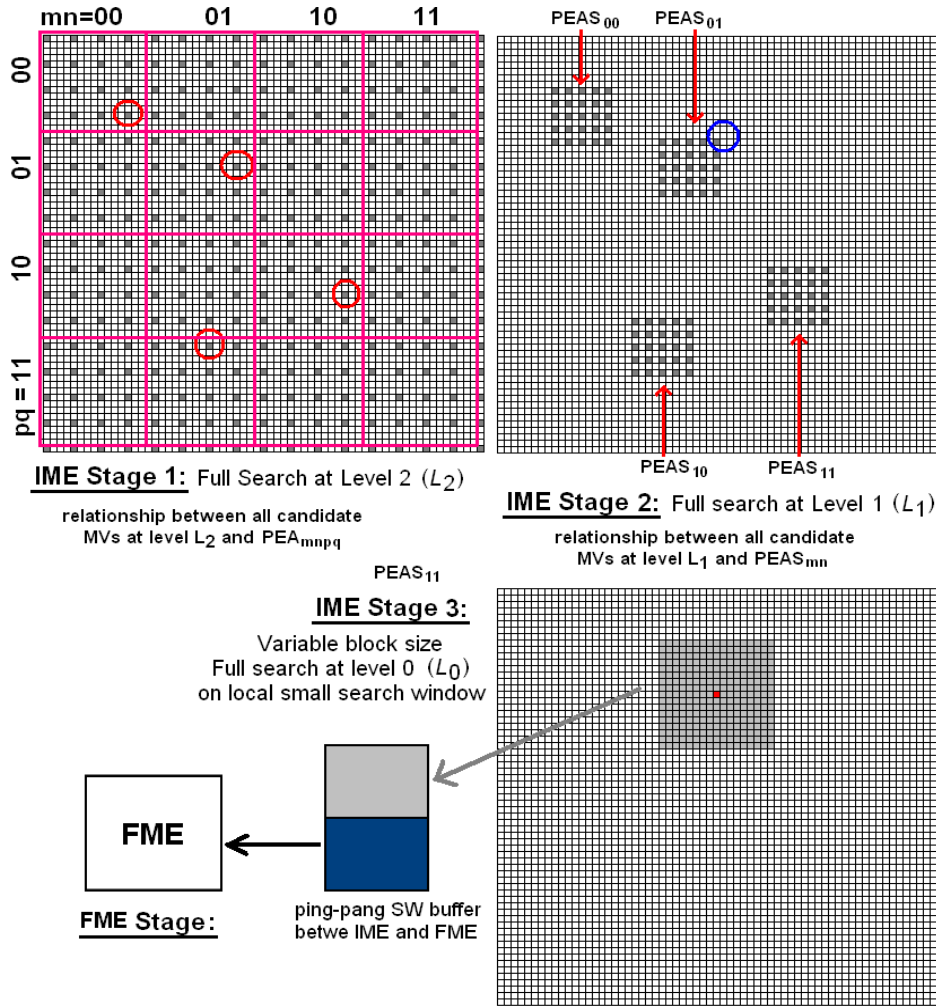 mn=00 01 10 11
00
01
10
pq = 11
IME Stage 1: Full Search at Level 2 (L2)
relationship between all candidate
MVs at level L2 and PEAmnpq
PEAS00 PEAS01
PEAS10 PEAS11
IME Stage 2: Full search at Level 1 (L1)
relationship between all candidate
MVs at level L1 and PEASmn
PEAS11
IME Stage 3:
Variable block size
Full search at level 0 (L0)
on local small search window
FME
FME Stage:
ping-pang SW buffer
betwe IME and FME